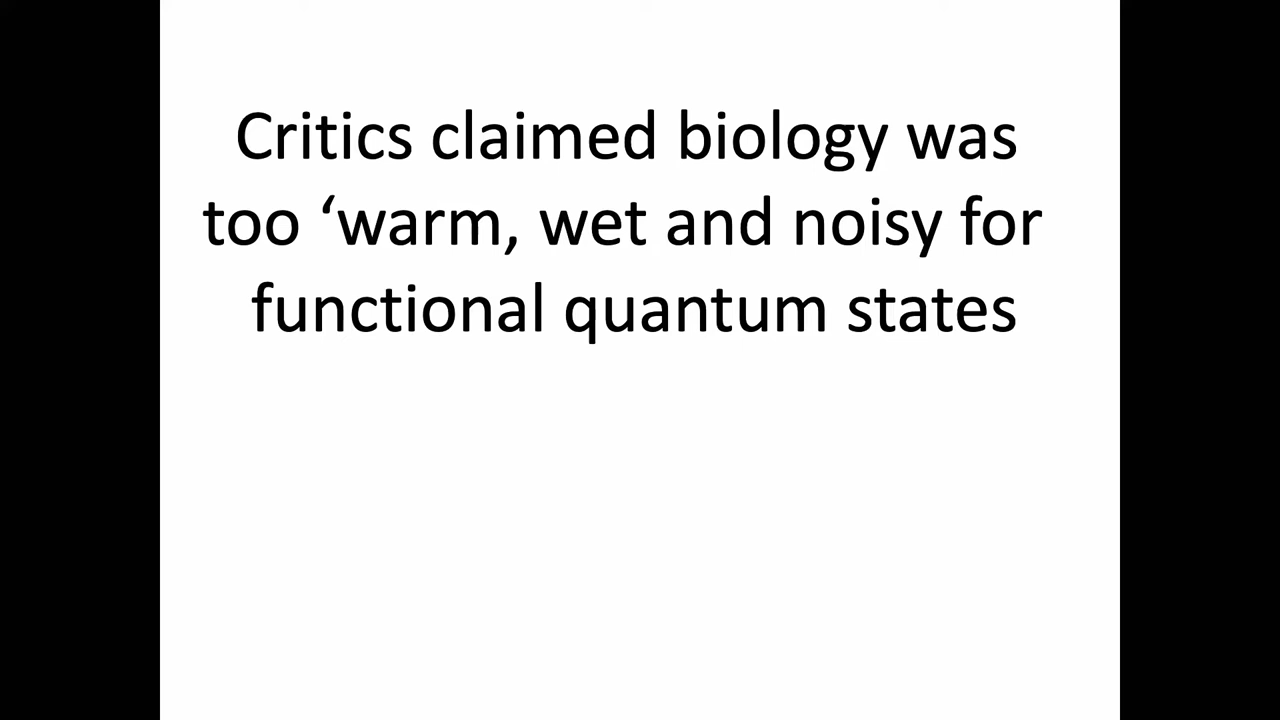 Critics claimed biology was
too ‘warm, wet and noisy for
functional quantum states